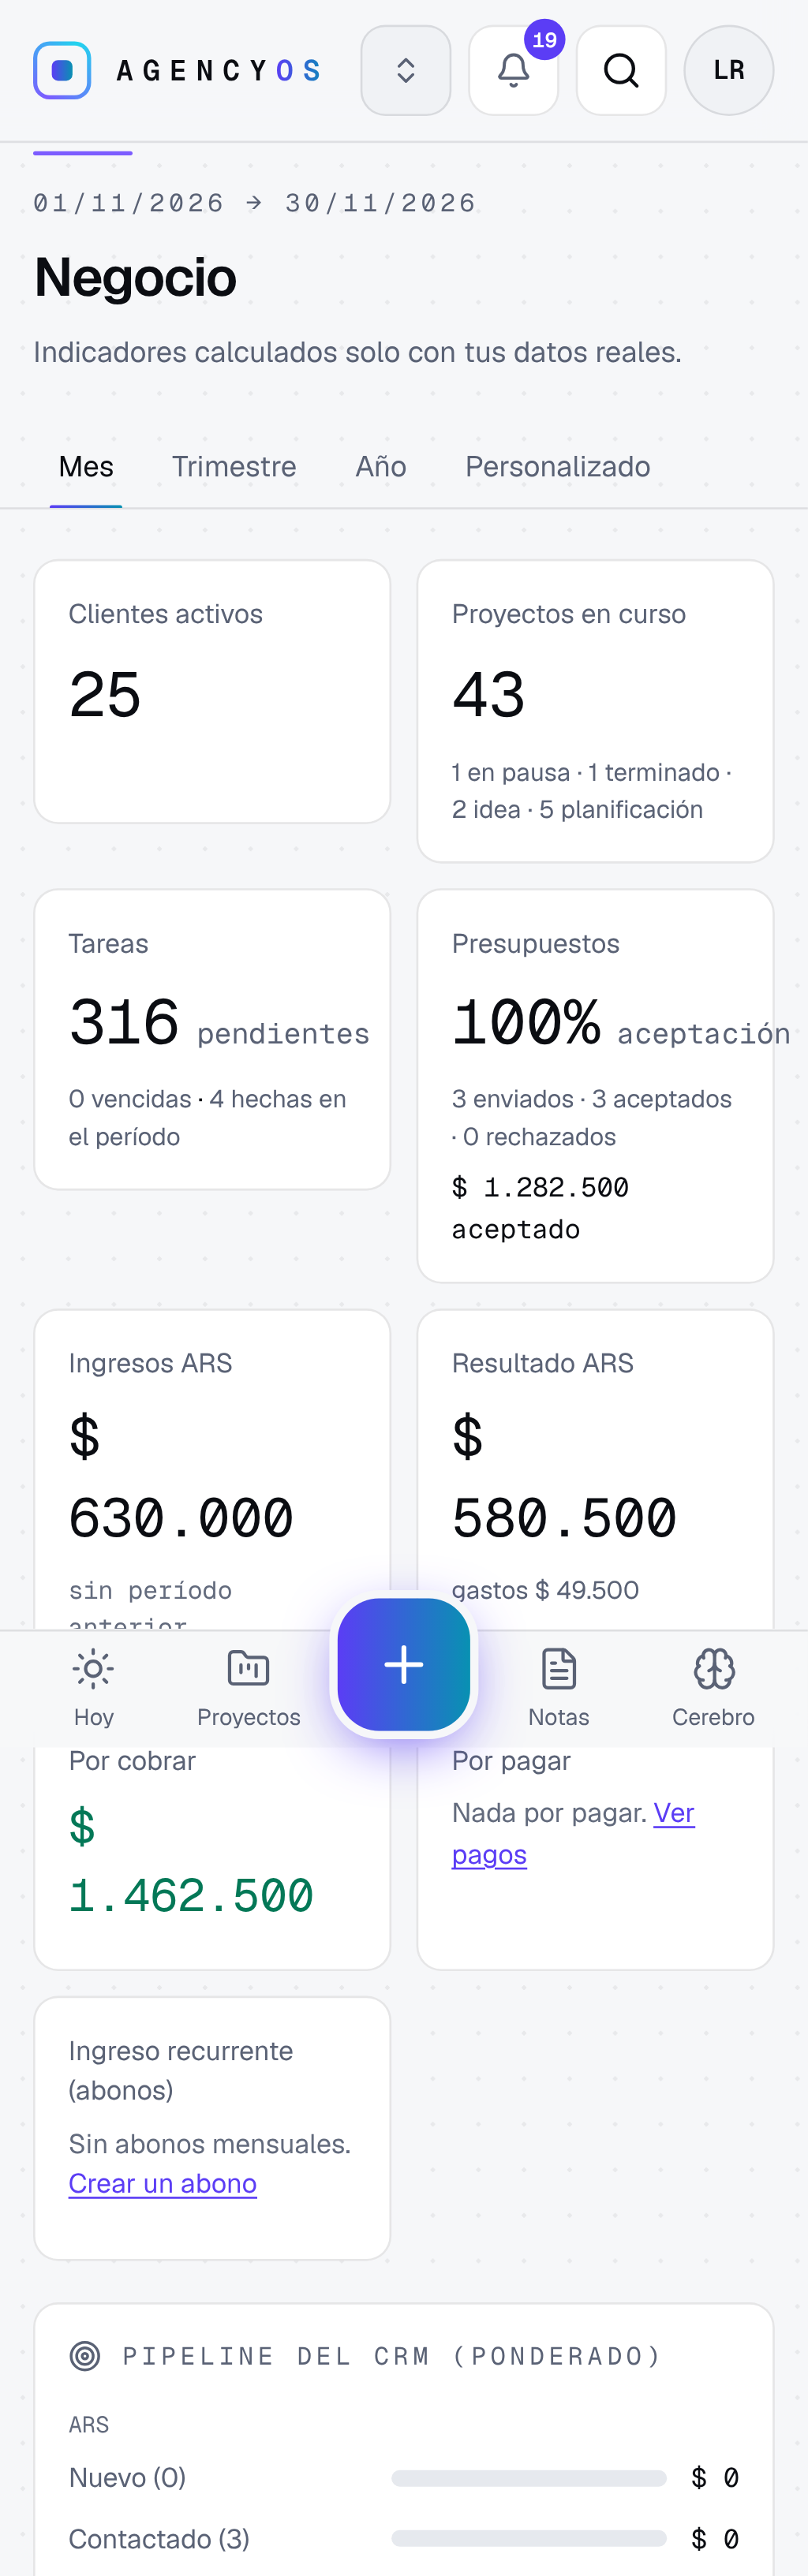 AGENCYOS
19
LR
01/11/2026 → 30/11/2026
Negocio
Indicadores calculados solo con tus datos reales.
Mes
Trimestre
Año
Personalizado
Clientes activos
25
Proyectos en curso
43
1 en pausa · 1 terminado ·
2 idea · 5 planificación
Tareas
316 pendientes
0 vencidas · 4 hechas en
el período
Presupuestos
100% aceptación
3 enviados · 3 aceptados
· 0 rechazados
$ 1.282.500
aceptado
Ingresos ARS
$
630.000
sin período
anterior
Resultado ARS
$
580.500
gastos $ 49.500
Hoy
Proyectos
Notas
Cerebro
Por cobrar
$
1.462.500
Por pagar
Nada por pagar. Ver
pagos
Ingreso recurrente
(abonos)
Sin abonos mensuales.
Crear un abono
PIPELINE DEL CRM (PONDERADO)
ARS
Nuevo (0)
$ 0
Contactado (3)
$ 0